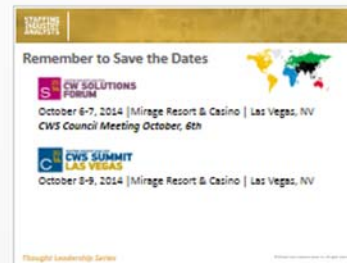 STAFFING
INDUSTRY
ANALYSTS
Remember to Save the Dates
CW SOLUTIONS
FORUM
October 6-7, 2014 |Mirage Resort & Casino | Las Vegas, NV
CWS Council Meeting October, 6th
CWS SUMMIT
LAS VEGAS
October 8-9, 2014 |Mirage Resort & Casino | Las Vegas, NV
Thought Leadership Series